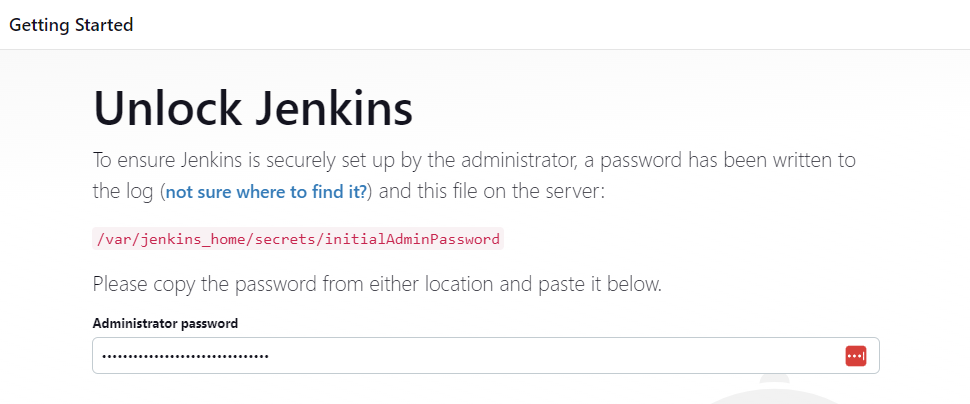 Getting Started
Unlock Jenkins
To ensure Jenkins is securely set up by the administrator, a password has been written to
the log (not sure where to find it?) and this file on the server:
/var/jenkins_home/secrets/initialAdminPassword
Please copy the password from either location and paste it below.
Administrator password
••••••••••••••••••••••••••••••••